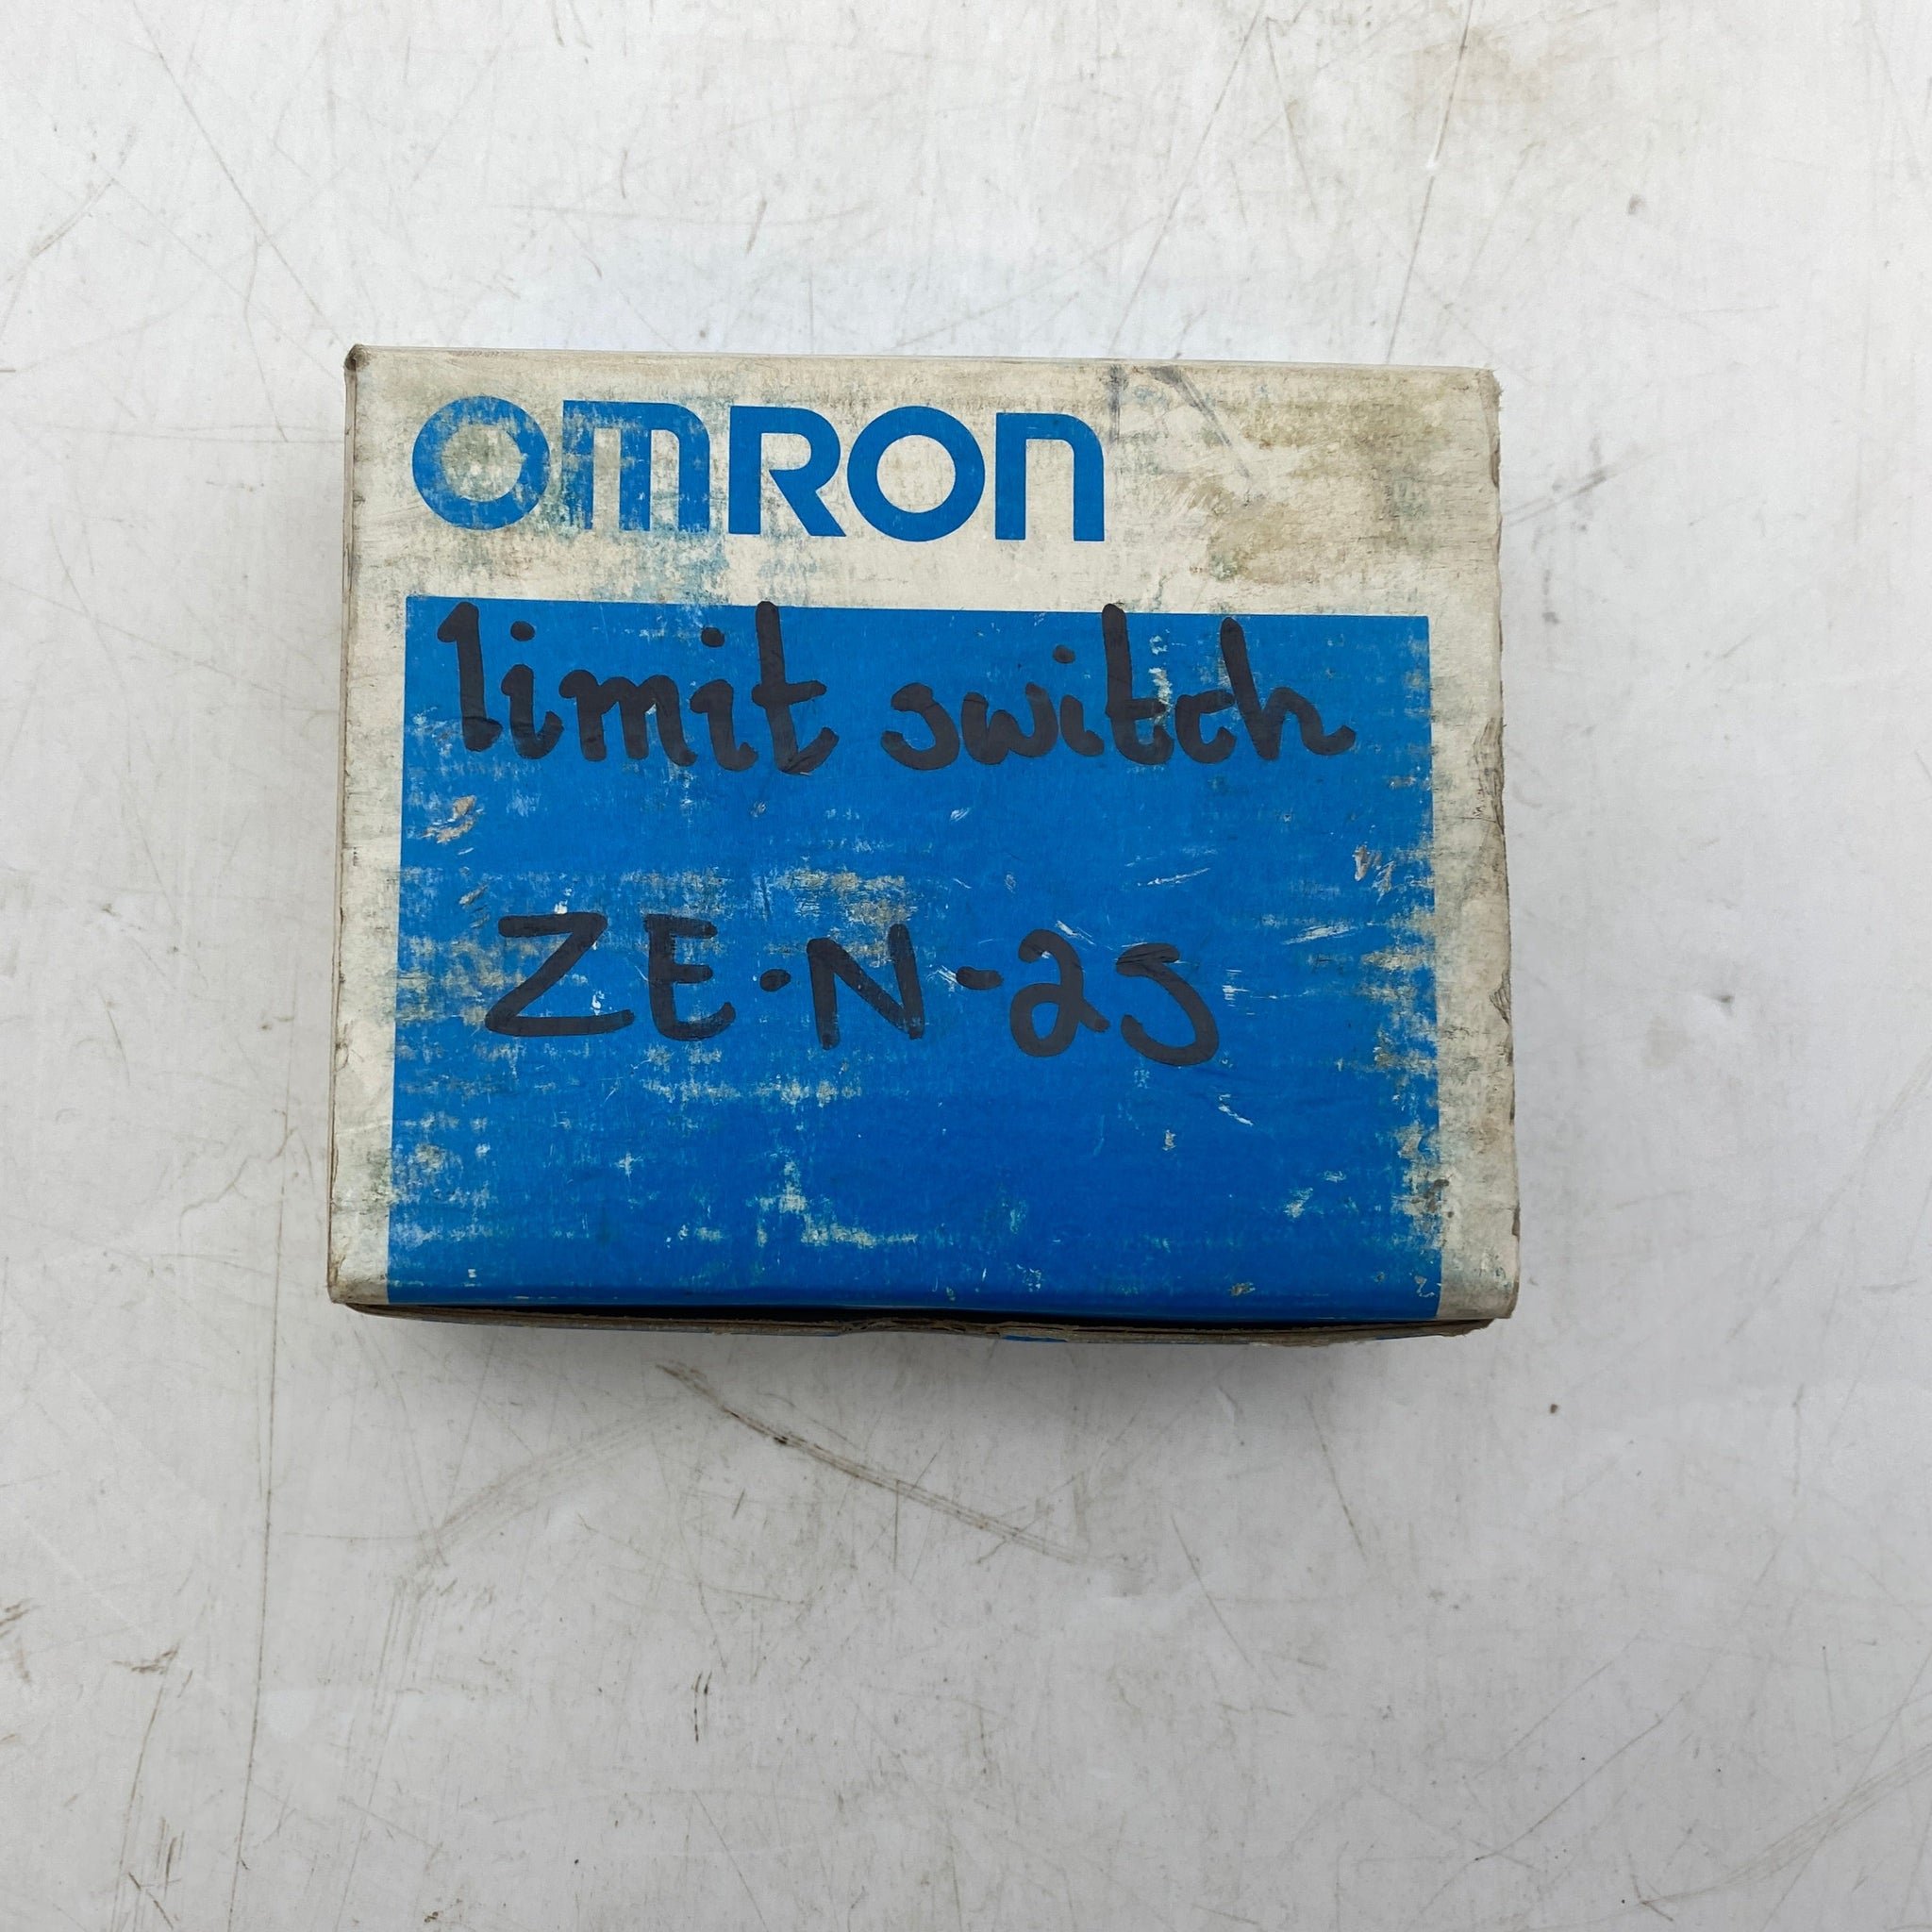 OMRON
limit switch
ZE·N-2S